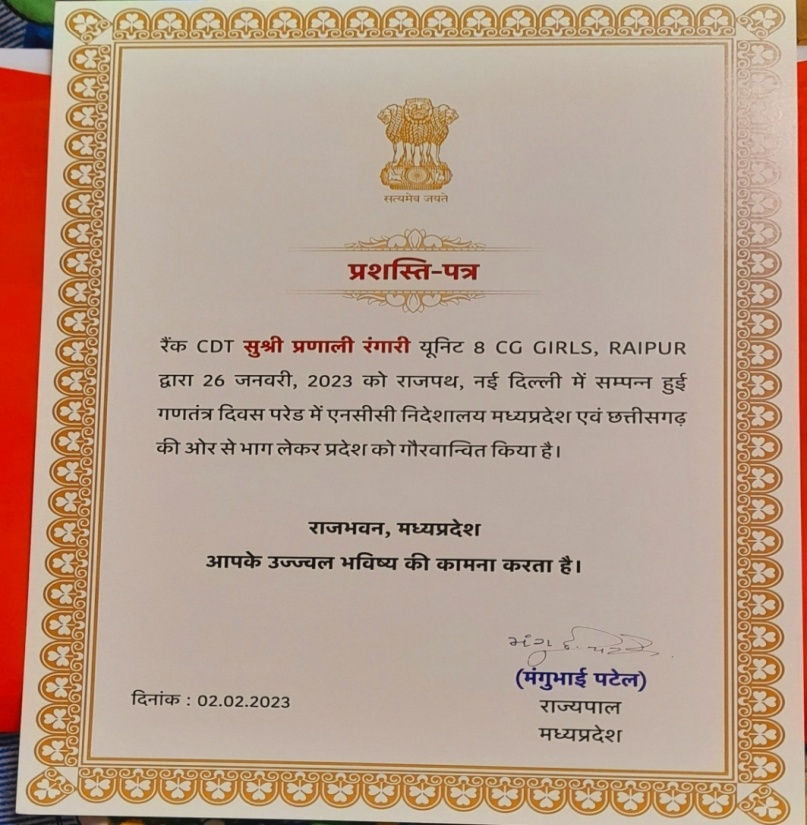 सत्यमेव जयते
प्रशस्ति-पत्र
रैंक CDT सुश्री प्रणाली रंगारी यूनिट 8 CG GIRLS, RAIPUR
द्वारा 26 जनवरी, 2023 को राजपथ, नई दिल्ली में सम्पन्न हुई
गणतंत्र दिवस परेड में एनसीसी निदेशालय मध्यप्रदेश एवं छत्तीसगढ़
की ओर से भाग लेकर प्रदेश को गौरवान्वित किया है।
राजभवन, मध्यप्रदेश
आपके उज्ज्वल भविष्य की कामना करता है।
(मंगुभाई पटेल)
दिनांक : 02.02.2023
राज्यपाल
मध्यप्रदेश